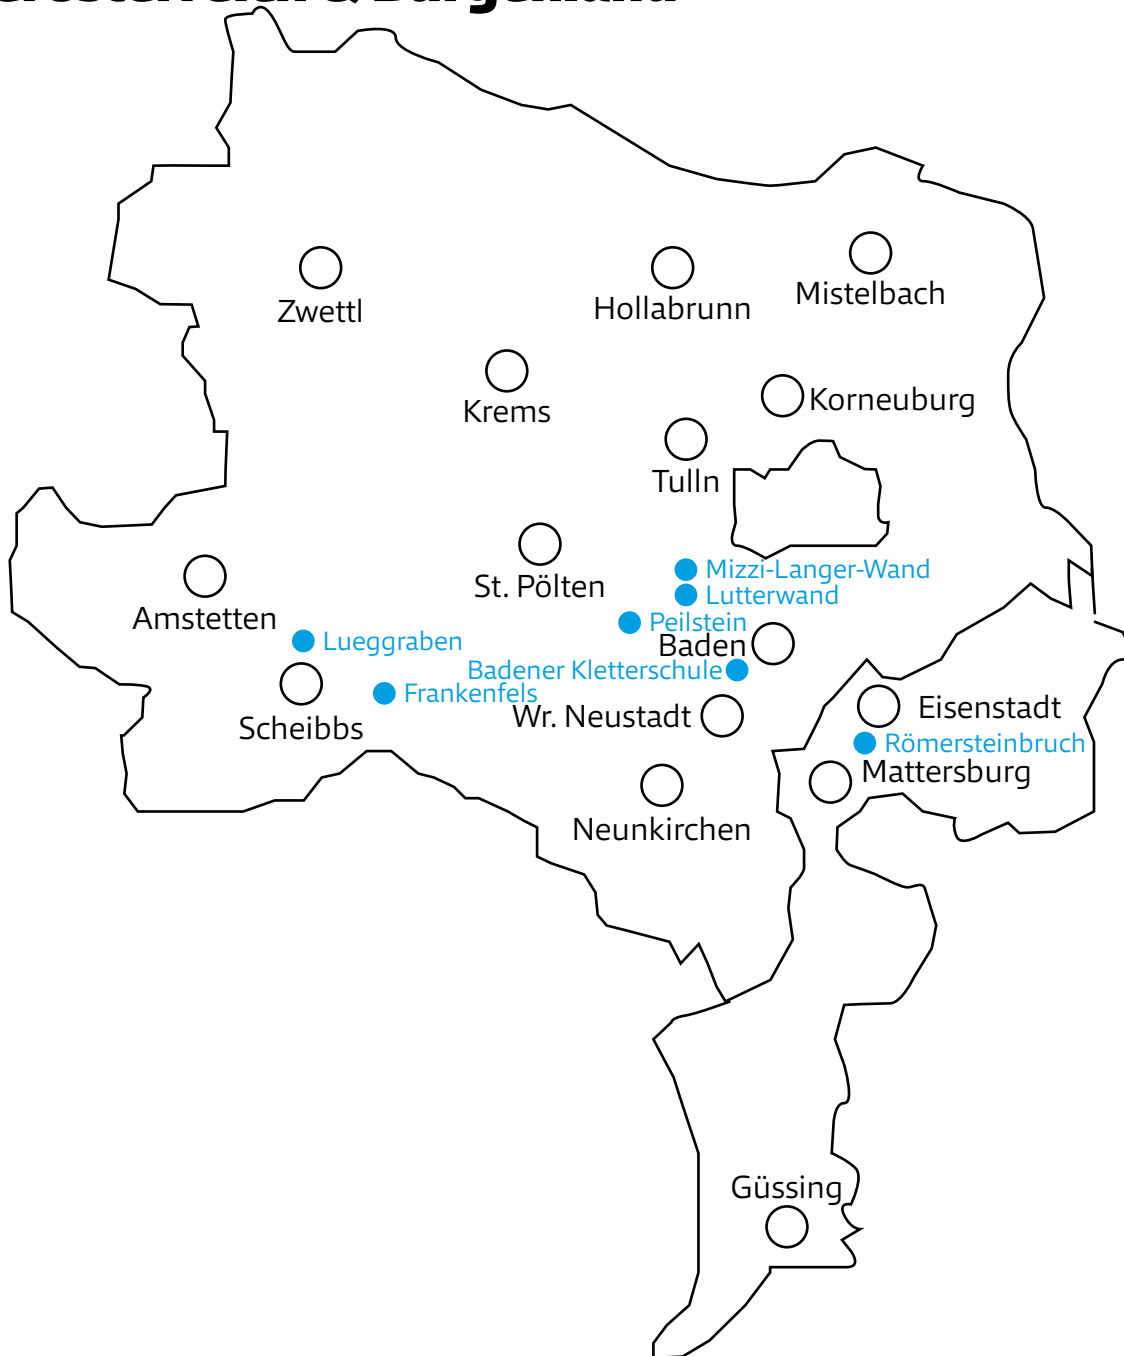 & Burgenland
Zwettl
Hollabrunn
Mistelbach
Krems
Korneuburg
Tulln
St. Pölten
Mizzi-Langer-Wand
Lutterwand
Amstetten
Peilstein
Lueggraben
Baden
Badener Kletterschule
Frankenfels
Scheibbs
Wr. Neustadt
Eisenstadt
Römersteinbruch
Mattersburg
Neunkirchen
Güssing